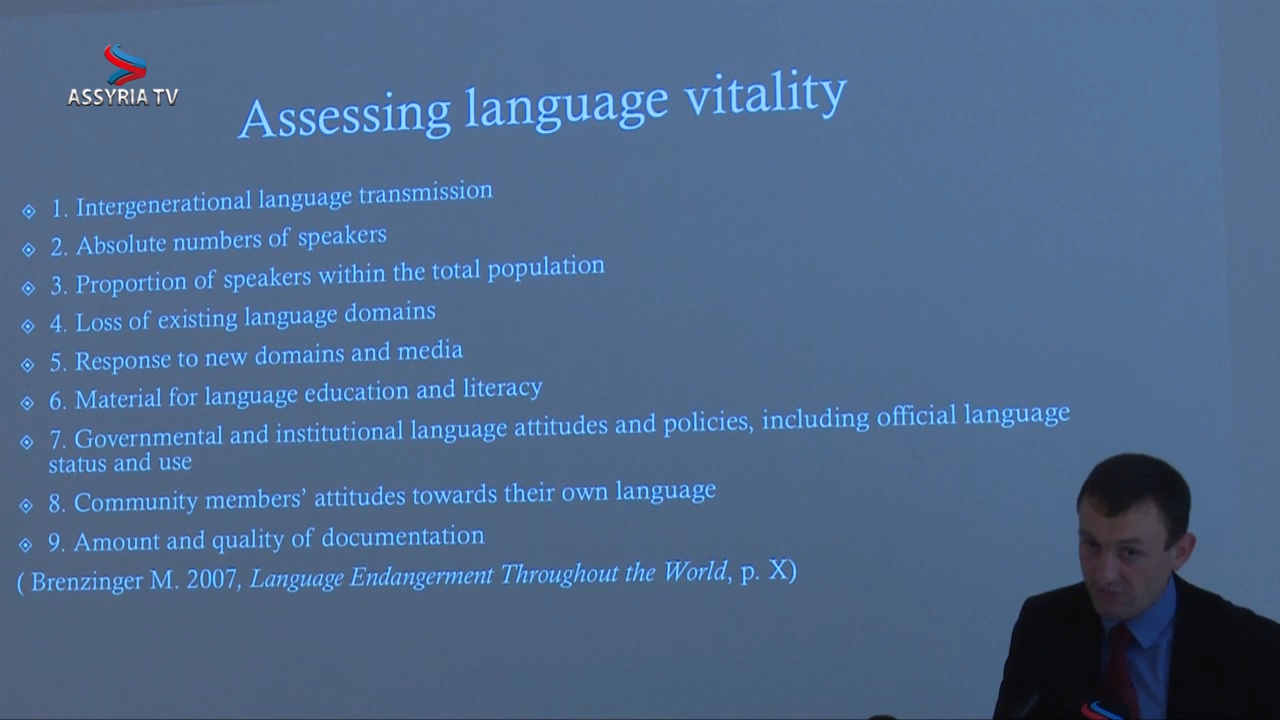 ASSYRIA TV
Assessing language vitality
1. Intergenerational language transmission
2. Absolute numbers of speakers
3. Proportion of speakers within the total population
4. Loss of existing language domains
5. Response to new domains and media
6. Material for language education and literacy
7. Governmental and institutional language attitudes and policies, including official language
status and use
8. Community members’ attitudes towards their own language
9. Amount and quality of documentation
( Brenzinger M. 2007, Language Endangerment Throughout the World, p. X)